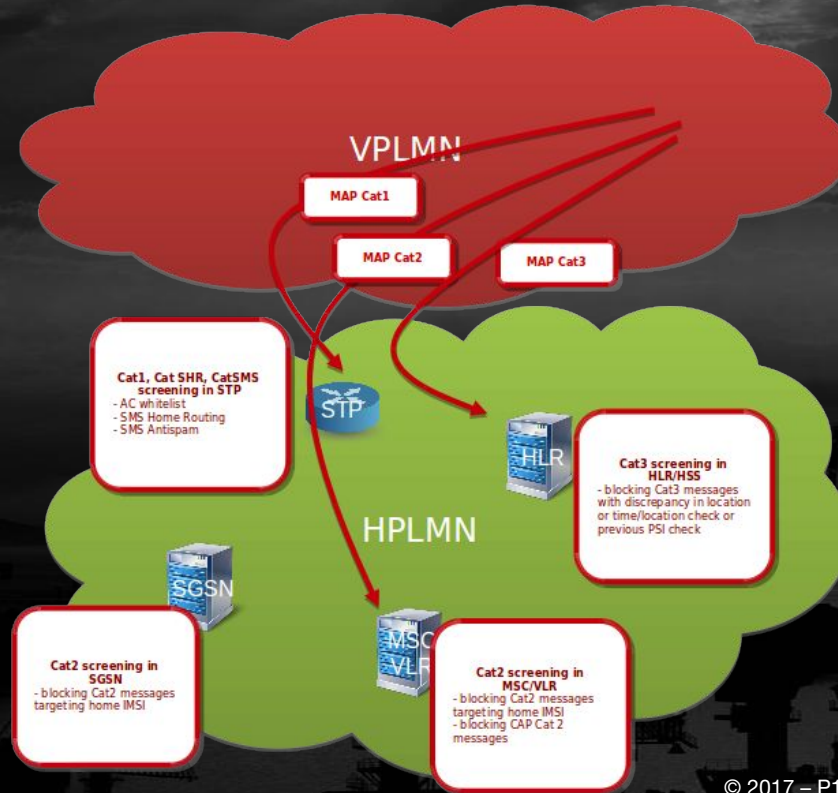 VPLMN
MAP Cat1
MAP Cat2
MAP Cat3
Cat1, Cat SHR, CatSMS
screening in STP
- AC whitelist
- SMS Home Routing
- SMS Antispam
STP
HLR
Cat3 screening in
HLR/HSS
- blocking Cat3 messages
with discrepancy in location
or time/location check or
previous PSI check
HPLMN
SGSN
Cat2 screening in
SGSN
- blocking Cat2 messages
targeting home IMSI
MSC
VLR
Cat2 screening in
MSC/VLR
- blocking Cat2 messages
targeting home IMSI
- blocking CAP Cat 2
messages
© 2017 – P1